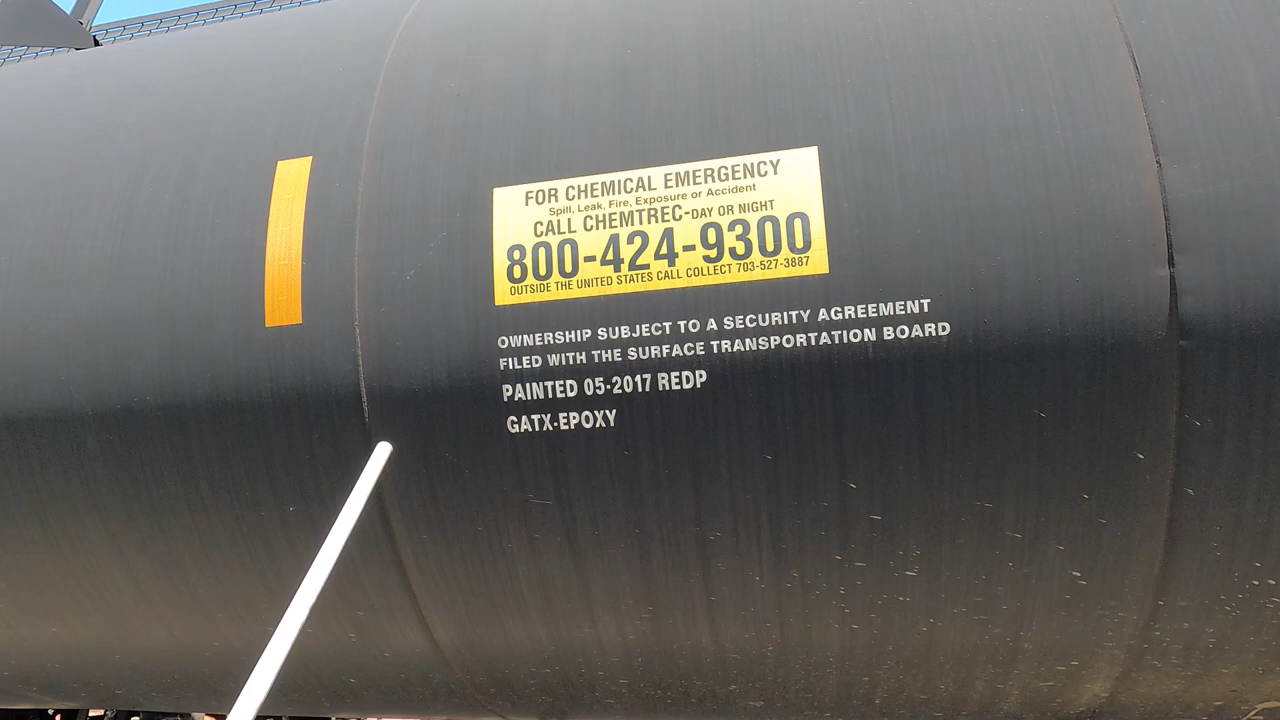 FOR CHEMICAL EMERGENCY
Spill, Leak, Fire, Exposure or Accident
CALL CHEMTREC-DAY OR NIGHT
800-424-9300
OUTSIDE THE UNITED STATES CALL COLLECT 703-527-3887
OWNERSHIP SUBJECT TO A SECURITY AGREEMENT
FILED WITH THE SURFACE TRANSPORTATION BOARD
PAINTED 05-2017 REDP
GATX-EPOXY